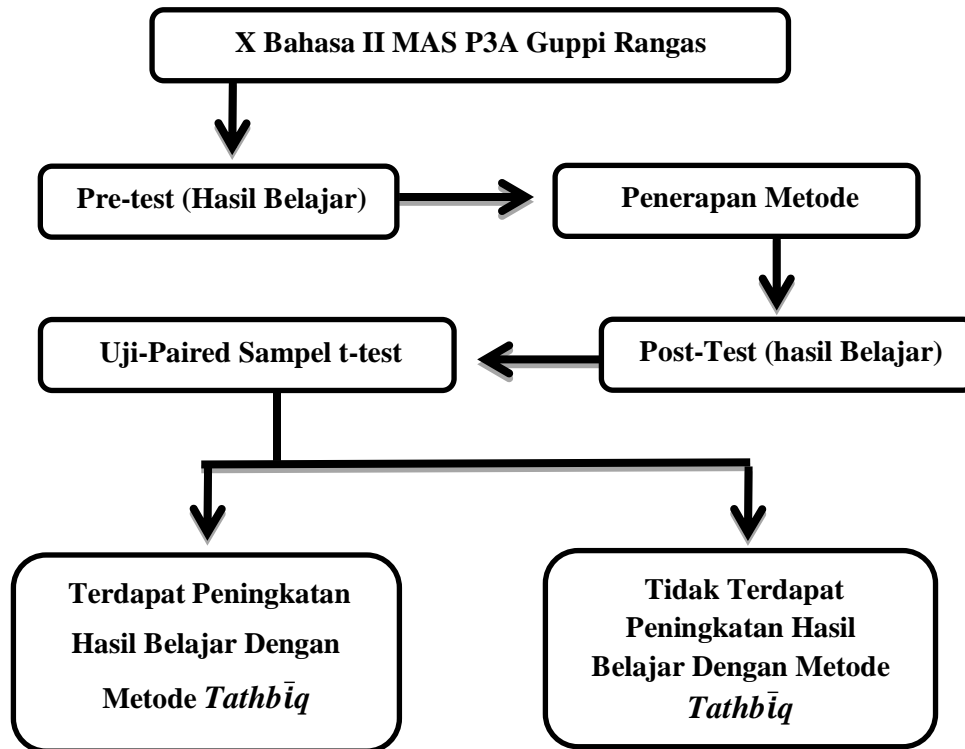 X Bahasa II MAS P3A Guppi Rangas
Pre-test (Hasil Belajar)
Penerapan Metode
Uji-Paired Sampel t-test
Post-Test (hasil Belajar)
Terdapat Peningkatan
Hasil Belajar Dengan
Metode Tathbīq
Tidak Terdapat
Peningkatan Hasil
Belajar Dengan Metode
Tathbīq